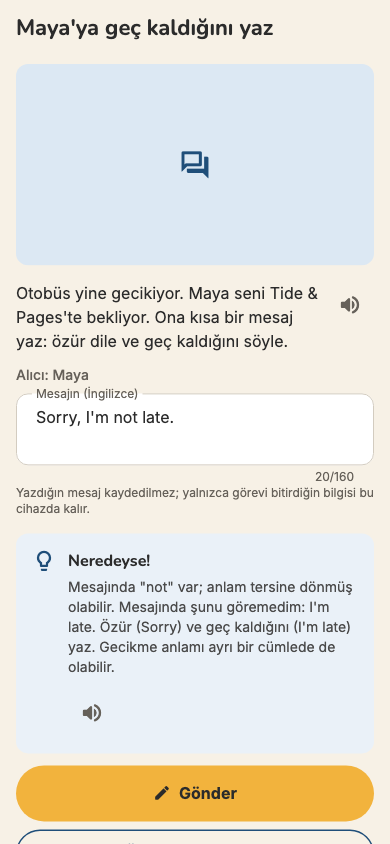 Maya'ya geç kaldığını yaz
Otobüs yine gecikiyor. Maya seni Tide &
Pages'te bekliyor. Ona kısa bir mesaj
yaz: özür dile ve geç kaldığını söyle.
Alıcı: Maya
Mesajın (İngilizce)
Sorry, I'm not late.
20/160
Yazdığın mesaj kaydedilmez; yalnızca görevi bitirdiğin bilgisi bu
cihazda kalır.
Neredeyse!
Mesajında "not" var; anlam tersine dönmüş
olabilir. Mesajında şunu göremedim: I'm
late. Özür (Sorry) ve geç kaldığını (I'm late)
yaz. Gecikme anlamı ayrı bir cümlede de
olabilir.
Gönder